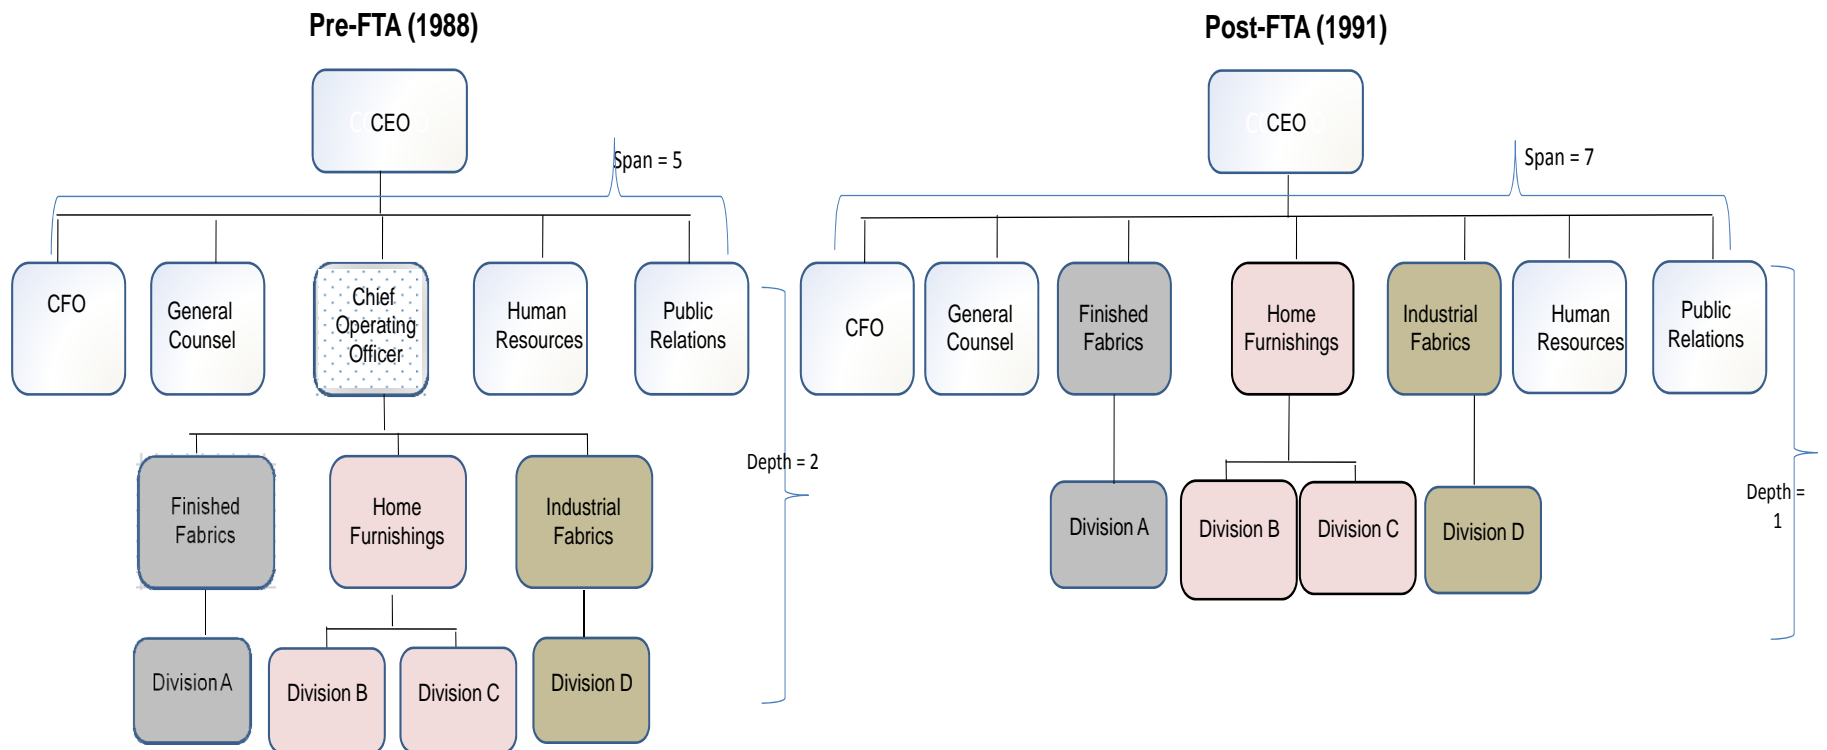 Pre-FTA (1988)
CEO
Span = 5
CFO
General
Counsel
Chief
Operating
Officer
Human
Resources
Public
Relations
Depth = 2
Finished
Fabrics
Home
Furnishings
Industrial
Fabrics
Division A
Division B
Division C
Division D
Post-FTA (1991)
CEO
Span = 7
CFO
General
Counsel
Finished
Fabrics
Home
Furnishings
Industrial
Fabrics
Human
Resources
Public
Relations
Depth =
1
Division A
Division B
Division C
Division D